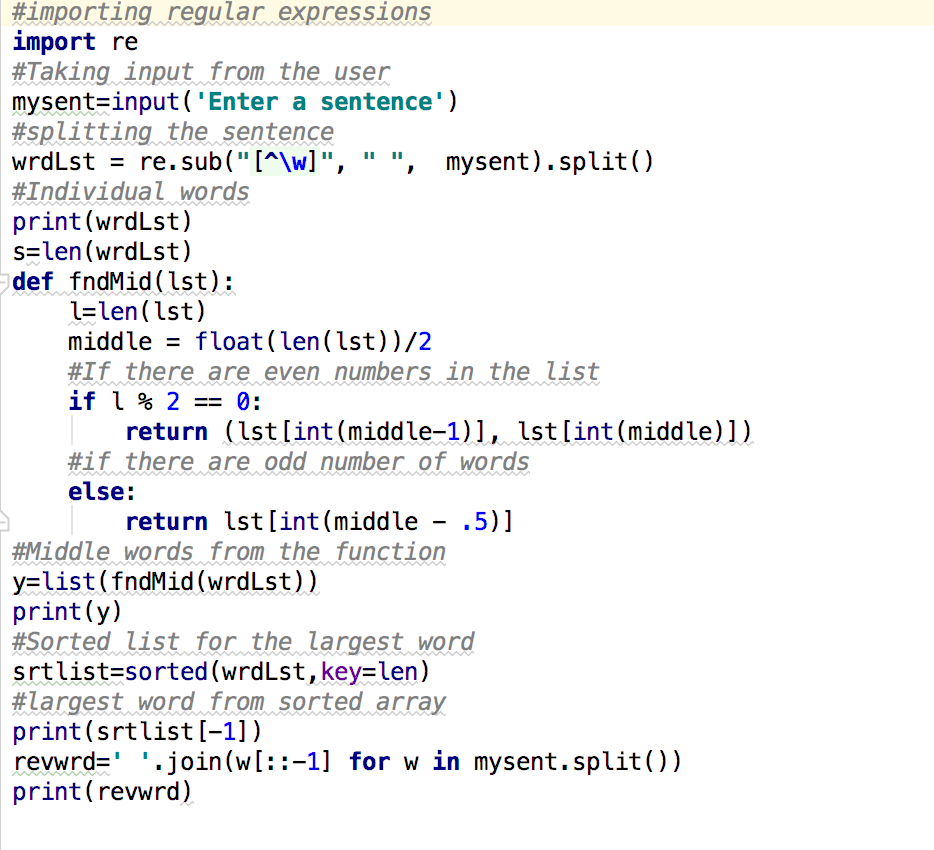 #importing regular expressions
import re
#Taking input from the user
mysent=input('Enter a sentence')
#splitting the sentence
wrdLst = re.sub("[^\w]", " ",  mysent).split()
#Individual words
print(wrdLst)
s=len(wrdLst)
def fndMid(lst):
    l=len(lst)
    middle = float(len(lst))/2
    #If there are even numbers in the list
    if l % 2 == 0:
        return (lst[int(middle-1)], lst[int(middle)])
    #if there are odd number of words
    else:
        return lst[int(middle - .5)]
#Middle words from the function
y=list(fndMid(wrdLst))
print(y)
#Sorted list for the largest word
srtlist=sorted(wrdLst,key=len)
#largest word from sorted array
print(srtlist[-1])
revwrd=' '.join(w[::-1] for w in mysent.split())
print(revwrd)